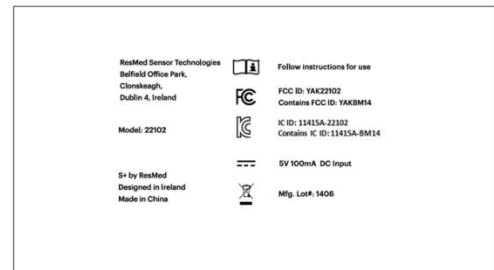 ResMed Sensor Technologies
Belfield Office Park,
Clonskeagh,
Dublin 4, Ireland
Model: 22102
S+ by ResMed
Designed in Ireland
Made in China
Follow instructions for use
FCC ID: YAK22102
Contains FCC ID: YAKBM14
IC ID: 11415A-22102
Contains IC ID:11415A-BM14
5V 100mA DC Input
Mfg. Lot#: 1406